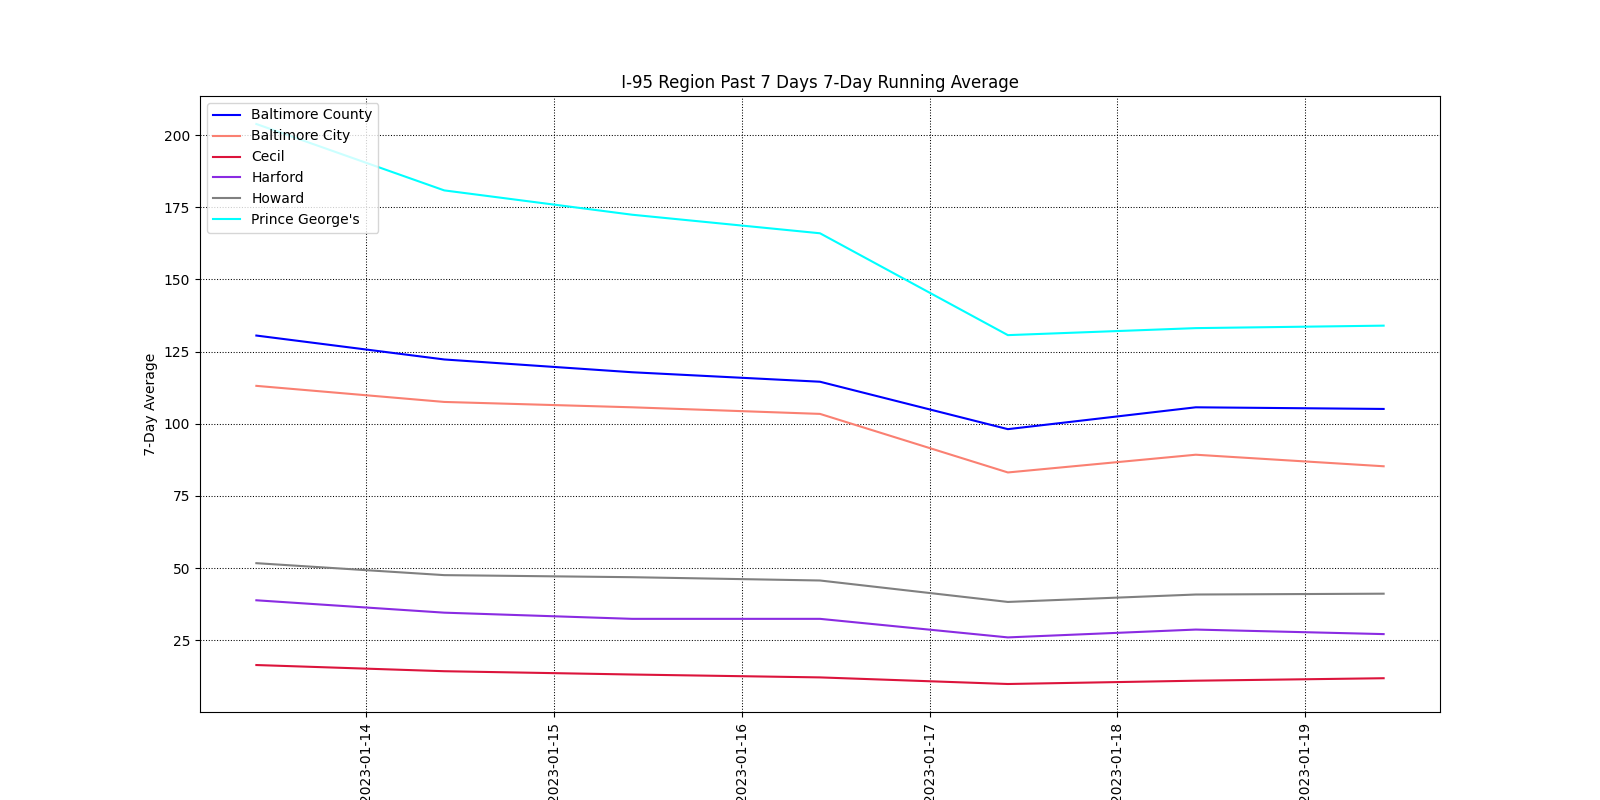 I-95 Region Past 7 Days 7-Day Running Average
Baltimore County
Baltimore City
Cecil
Harford
Howard
Prince George's
7-Day Average
200
175
150
125
100
75
50
25
2023-01-14
2023-01-15
2023-01-16
2023-01-17
2023-01-18
2023-01-19